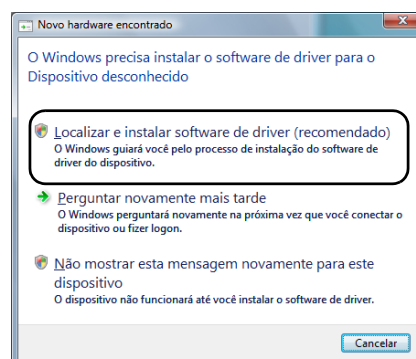 Novo hardware encontrado
O Windows precisa instalar o software de driver para o
Dispositivo desconhecido
Localizar e instalar software de driver (recomendado)
O Windows guiará você pelo processo de instalação do software de
driver do dispositivo.
Perguntar novamente mais tarde
O Windows perguntará novamente na próxima vez que você conectar o
dispositivo ou fizer logon.
Não mostrar esta mensagem novamente para este
dispositivo
O dispositivo não funcionará até você instalar o software de driver.
Cancelar